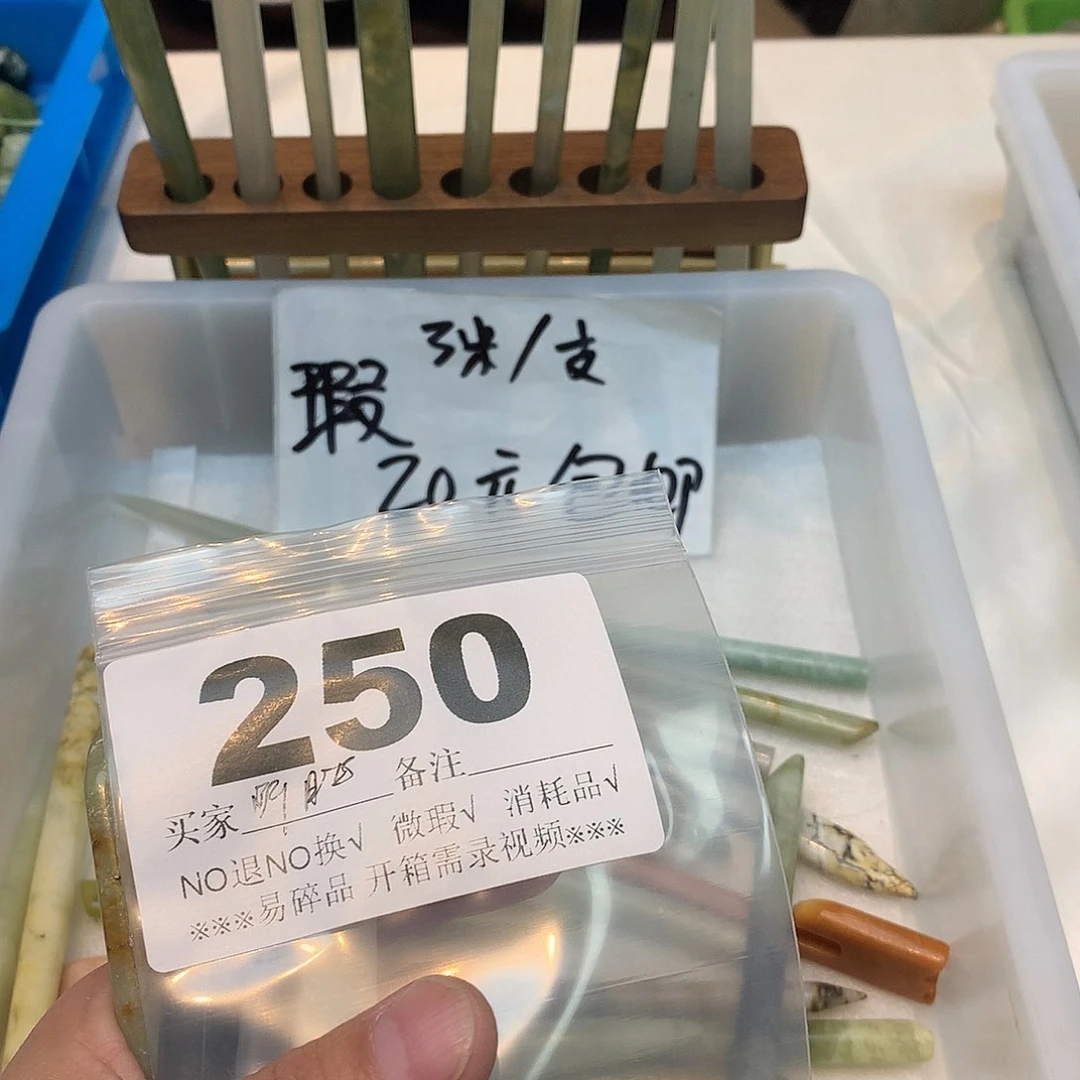 3米/支
瑕
20元包邮
250
买家 备注
NO退NO换√ 微瑕√ 消耗品√
※※※易碎品 开箱需录视频※※※